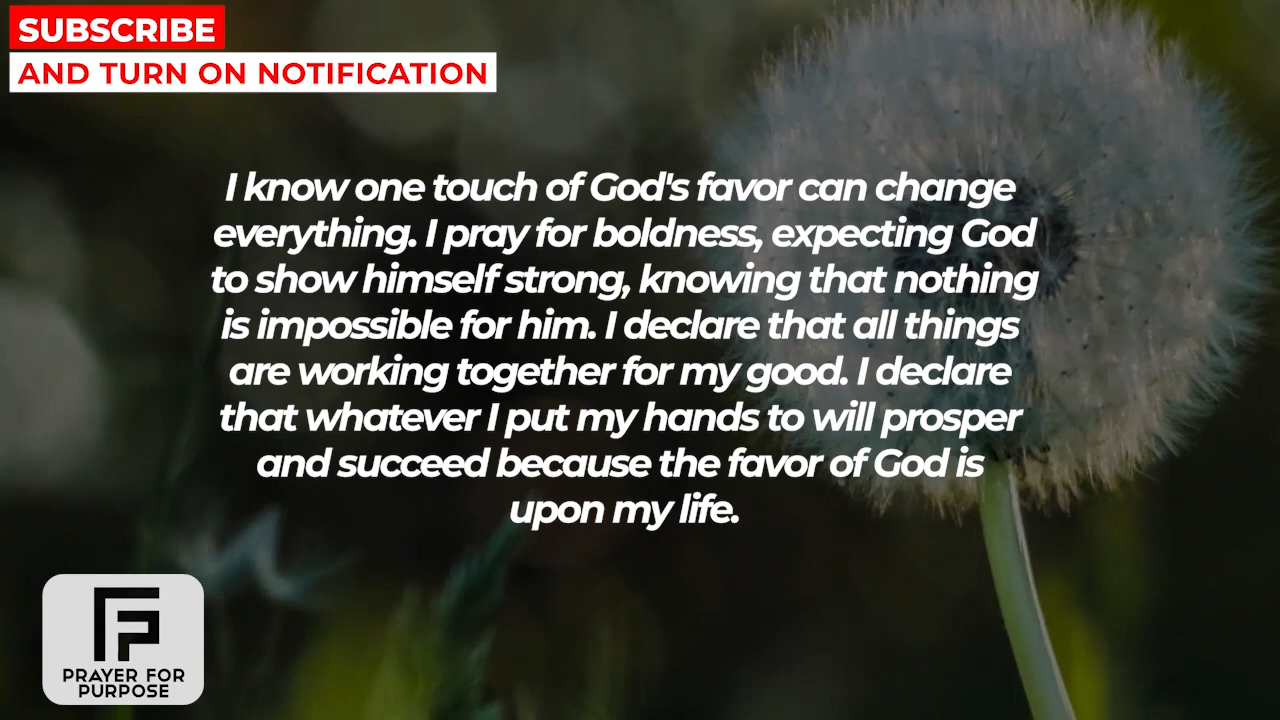 SUBSCRIBE
AND TURN ON NOTIFICATION
I know one touch of God's favor can change
everything. I pray for boldness, expecting God
to show himself strong, knowing that nothing
is impossible for him. I declare that all things
are working together for my good. I declare
that whatever I put my hands to will prosper
and succeed because the favor of God is
upon my life.
PRAYER FOR
PURPOSE